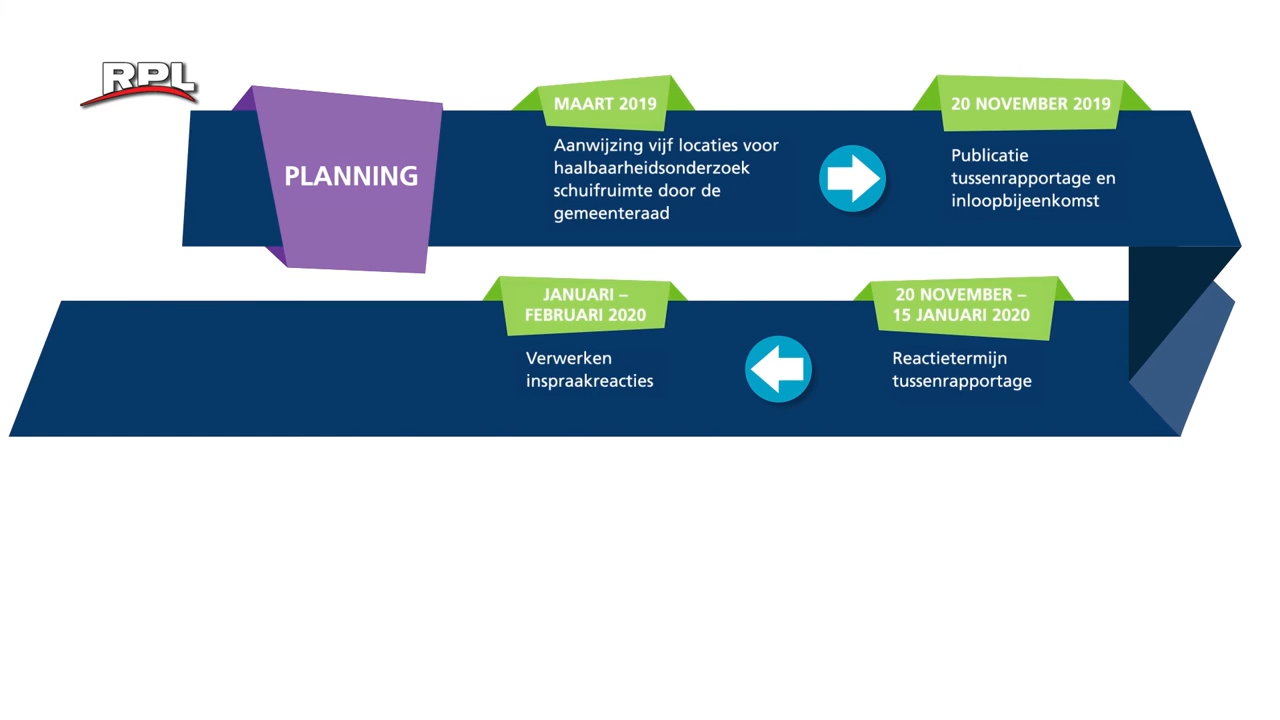 RPL
PLANNING
MAART 2019
Aanwijzing vijf locaties voor
haalbaarheidsonderzoek
schuifruimte door de
gemeenteraad
20 NOVEMBER 2019
Publicatie
tussenrapportage en
inloopbijeenkomst
20 NOVEMBER –
15 JANUARI 2020
Reactietermijn
tussenrapportage
JANUARI –
FEBRUARI 2020
Verwerken
inspraakreacties